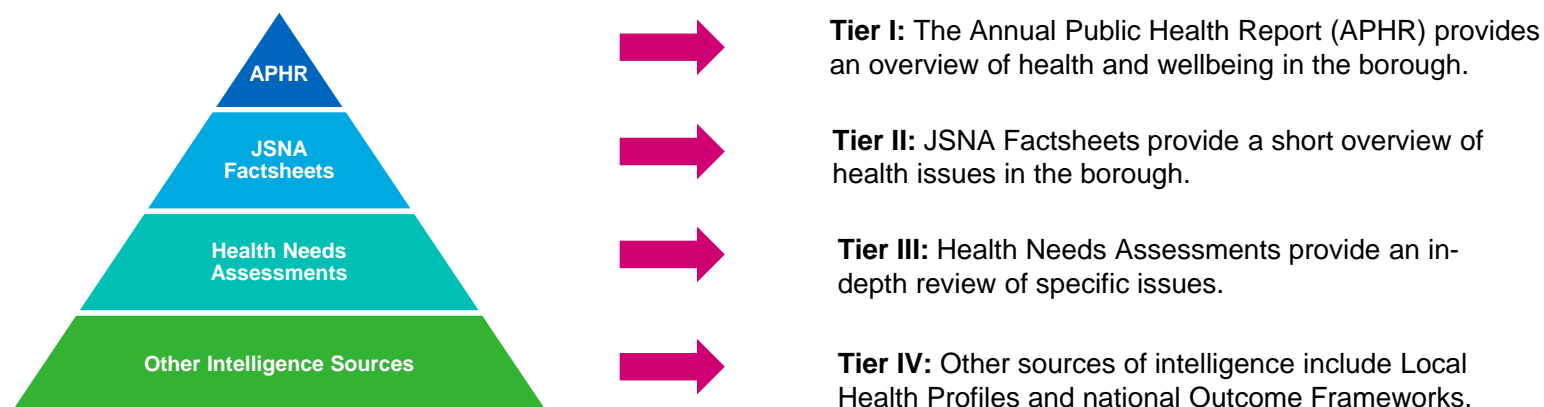 APHR
Tier I: The Annual Public Health Report (APHR) provides
an overview of health and wellbeing in the borough.
JSNA
Factsheets
Tier II: JSNA Factsheets provide a short overview of
health issues in the borough.
Health Needs
Assessments
Tier III: Health Needs Assessments provide an in-
depth review of specific issues.
Other Intelligence Sources
Tier IV: Other sources of intelligence include Local
Health Profiles and national Outcome Frameworks.